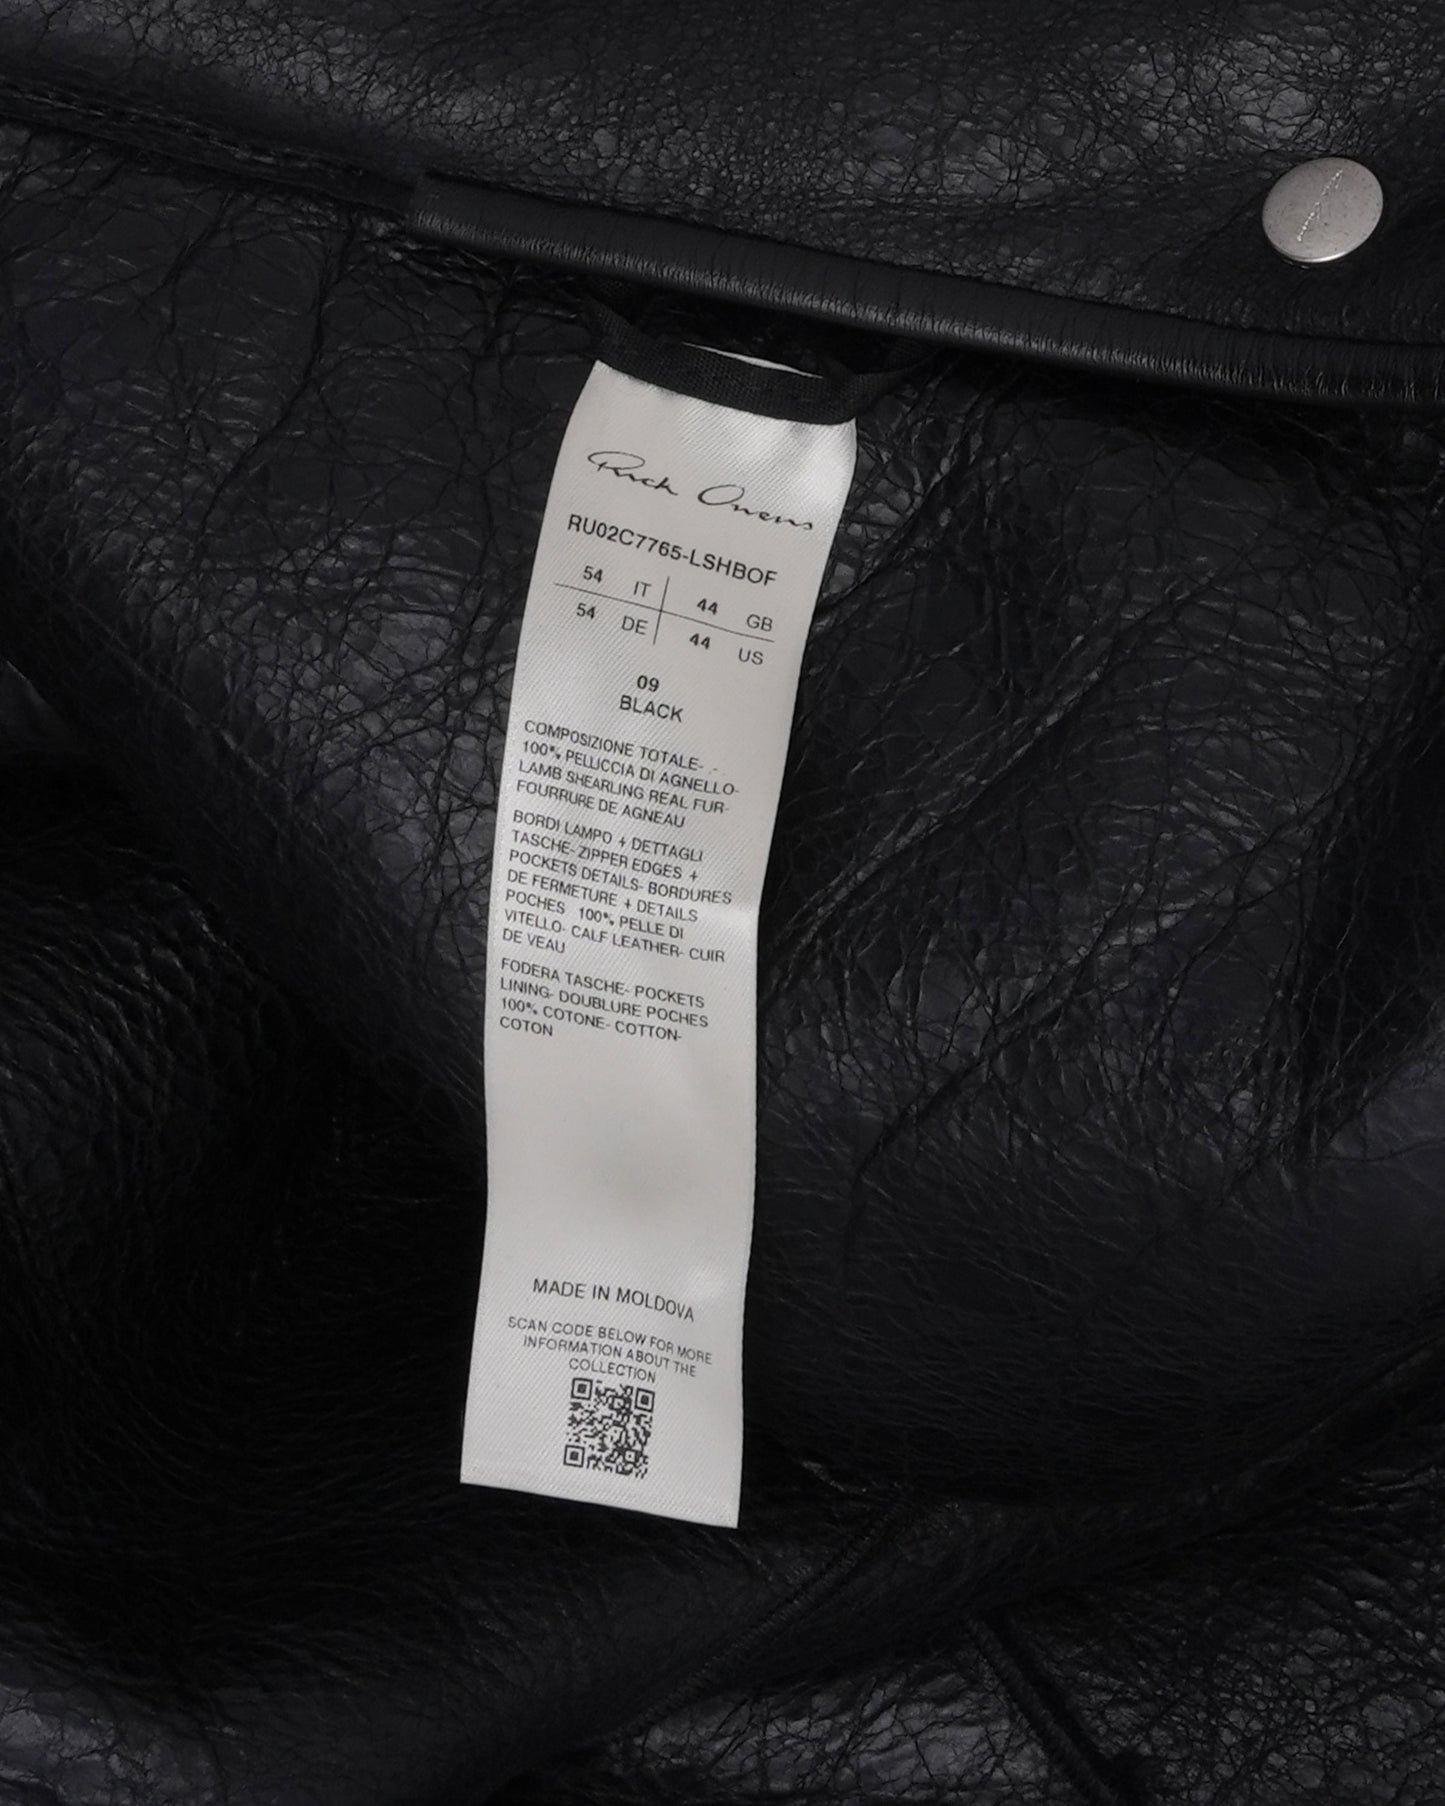 Rick Owens
RU02C7765-LSHBOF
54 IT 44 GB
54 DE 44 US
09
BLACK
COMPOSIZIONE TOTALE- -
100% PELLICCIA DI AGNELLO-
LAMB SHEARLING REAL FUR-
FOURRURE DE AGNEAU
BORDI LAMPO + DETTAGLI
TASCHE- ZIPPER EDGES +
POCKETS DETAILS- BORDURES
DE FERMETURE + DETAILS
POCHES 100% PELLE DI
VITELLO- CALF LEATHER- CUIR
DE VEAU
FODERA TASCHE- POCKETS
LINING- DOUBLURE POCHES
100% COTONE- COTTON-
COTON
MADE IN MOLDOVA
SCAN CODE BELOW FOR MORE
INFORMATION ABOUT THE
COLLECTION